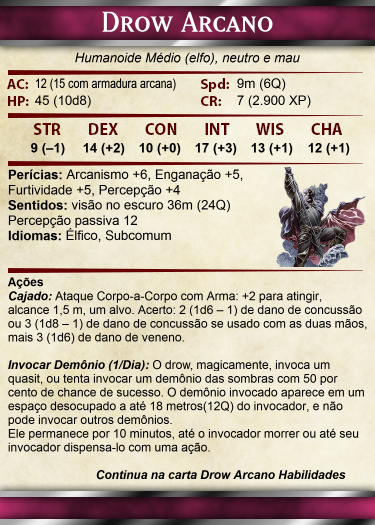 Drow Arcano
Humanoide Médio (elfo), neutro e mau
AC: 12 (15 com armadura arcana) Spd: 9m (6Q)
HP: 45 (10d8) CR: 7 (2.900 XP)
STR DEX CON INT WIS CHA
9 (–1) 14 (+2) 10 (+0) 17 (+3) 13 (+1) 12 (+1)
Perícias: Arcanismo +6, Enganação +5,
Furtividade +5, Percepção +4
Sentidos: visão no escuro 36m (24Q)
Percepção passiva 12
Idiomas: Élfico, Subcomum
Ações
Cajado: Ataque Corpo-a-Corpo com Arma: +2 para atingir,
alcance 1,5 m, um alvo. Acerto: 2 (1d6 – 1) de dano de concussão
ou 3 (1d8 – 1) de dano de concussão se usado com as duas mãos,
mais 3 (1d6) de dano de veneno.
Invocar Demônio (1/Dia): O drow, magicamente, invoca um
quasit, ou tenta invocar um demônio das sombras com 50 por
cento de chance de sucesso. O demônio invocado aparece em um
espaço desocupado a até 18 metros(12Q) do invocador, e não
pode invocar outros demônios.
Ele permanece por 10 minutos, até o invocador morrer ou até seu
invocador dispensa-lo com uma ação.
Continua na carta Drow Arcano Habilidades